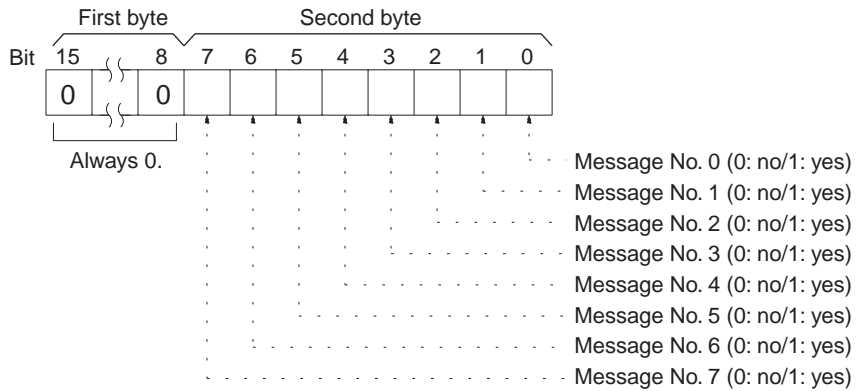 First byte Second byte
Bit 15 8 7 6 5 4 3 2 1 0
0 0
Always 0.
Message No. 0 (0: no/1: yes)
Message No. 1 (0: no/1: yes)
Message No. 2 (0: no/1: yes)
Message No. 3 (0: no/1: yes)
Message No. 4 (0: no/1: yes)
Message No. 5 (0: no/1: yes)
Message No. 6 (0: no/1: yes)
Message No. 7 (0: no/1: yes)